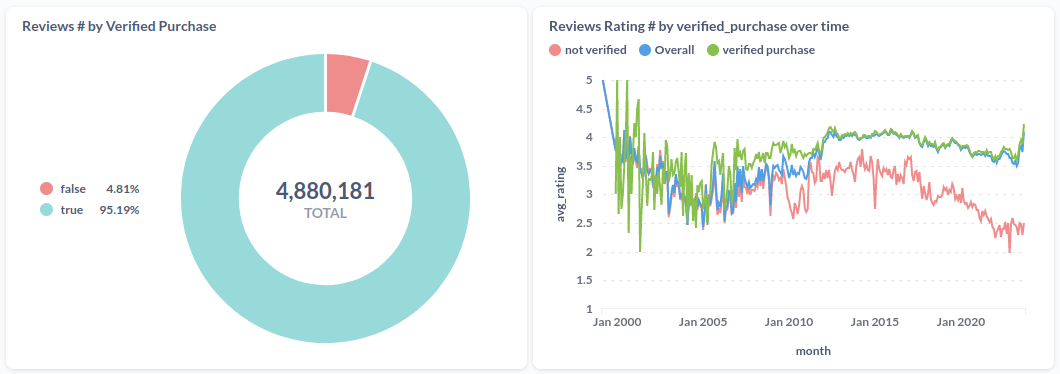 Reviews # by Verified Purchase
false 4.81%
true 95.19%
4,880,181
TOTAL
Reviews Rating # by verified_purchase over time
not verified Overall verified purchase
5
4.5
4
3.5
3
2.5
2
1.5
1
avg_rating
Jan 2000 Jan 2005 Jan 2010 Jan 2015 Jan 2020
month